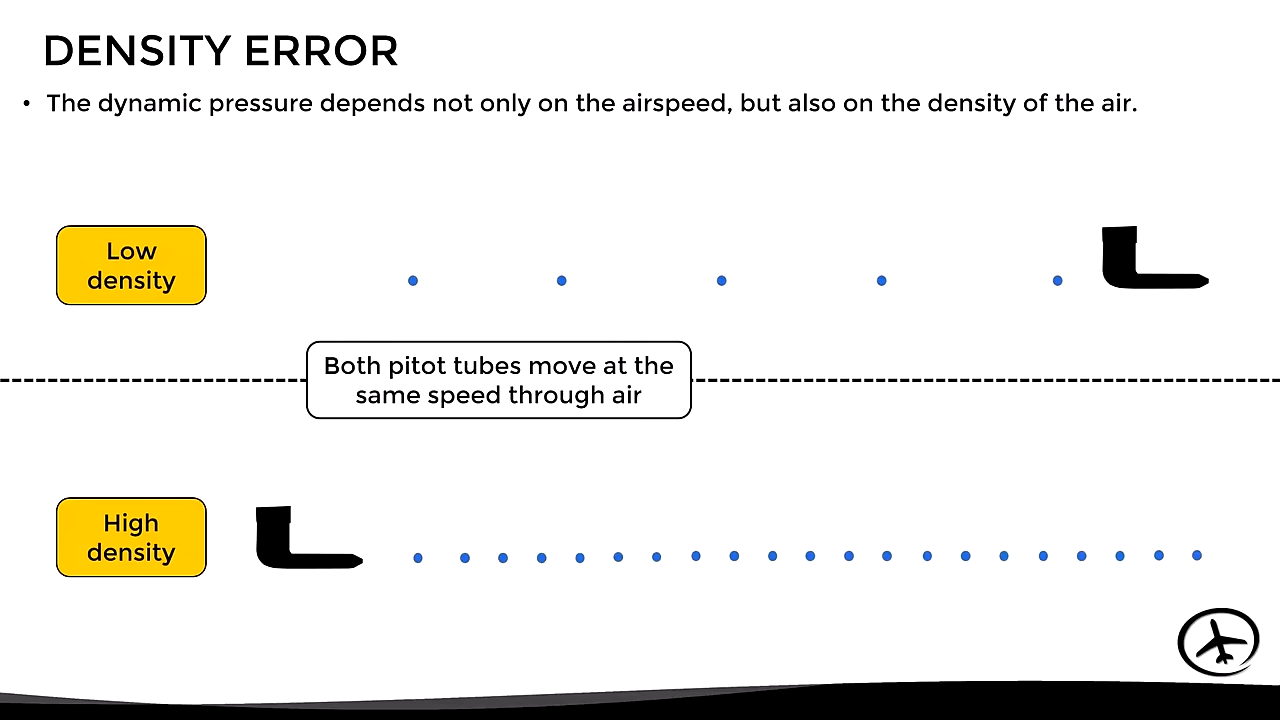 DENSITY ERROR
• The dynamic pressure depends not only on the airspeed, but also on the density of the air.
Low
density
Both pitot tubes move at the
same speed through air
High
density